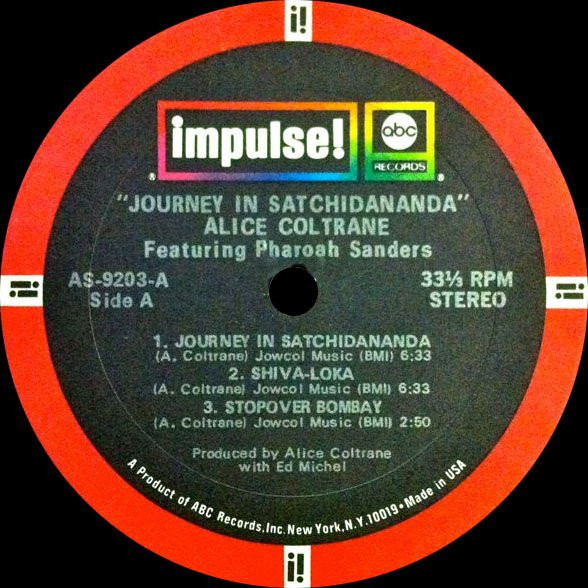 i!
impulse!
abc
RECORDS
® ®
"JOURNEY IN SATCHIDANANDA"
ALICE COLTRANE
Featuring Pharoah Sanders
AS-9203-A
Side A
33⅓ RPM
STEREO
i!
i!
1. JOURNEY IN SATCHIDANANDA
(A. Coltrane) Jowcol Music (BMI) 6:33
2. SHIVA-LOKA
(A. Coltrane) Jowcol Music (BMI) 6:33
3. STOPOVER BOMBAY
(A. Coltrane) Jowcol Music (BMI) 2:50
Produced by Alice Coltrane
with Ed Michel
A Product of ABC Records,Inc.New York,N.Y.10019•Made in USA
i!